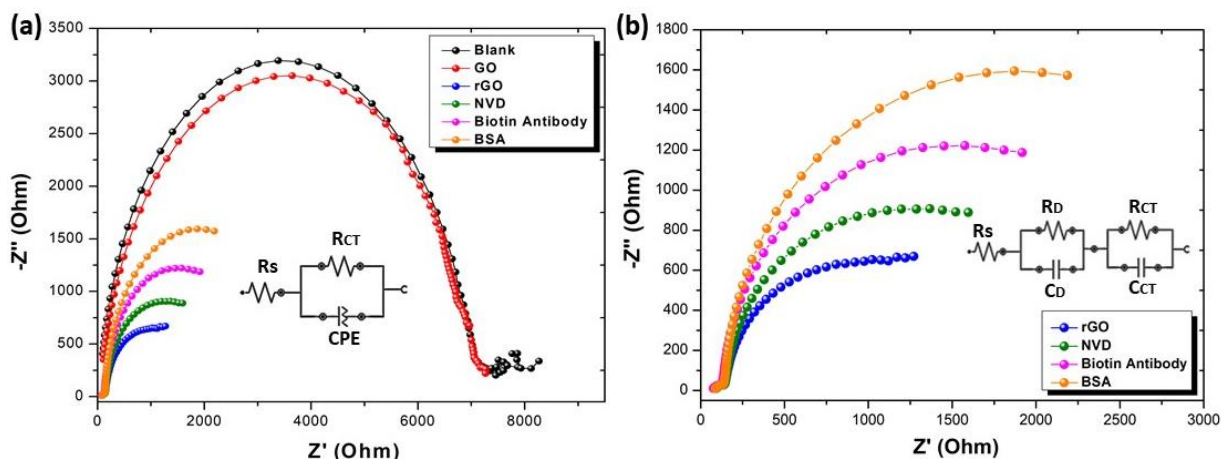 (a)
3500
3000
2500
2000
1500
1000
500
0
-Z" (Ohm)
0
2000
4000
6000
8000
Z' (Ohm)
Blank
GO
rGO
NVD
Biotin Antibody
BSA
Rs
RCT
CPE
(b)
1800
1600
1400
1200
1000
800
600
400
200
0
-Z" (Ohm)
0
500
1000
1500
2000
2500
3000
Z' (Ohm)
Rs
RD
CD
RCT
CCT
rGO
NVD
Biotin Antibody
BSA